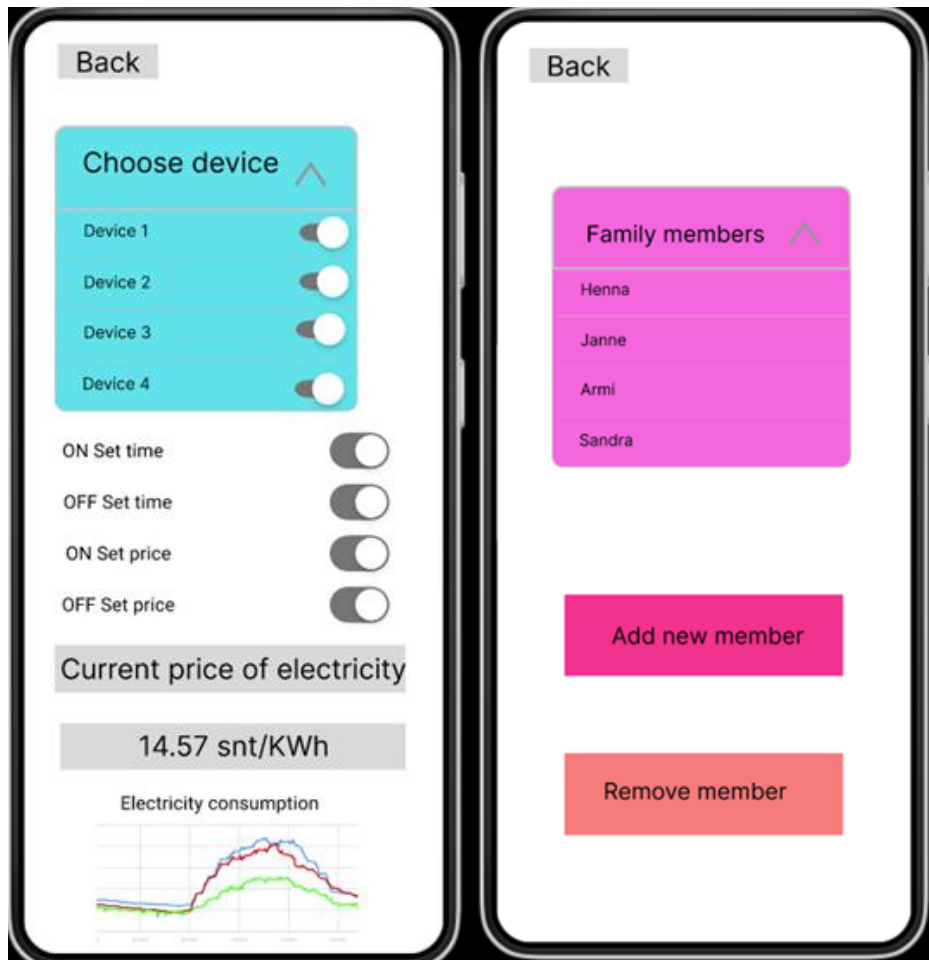 Back
Choose device
Device 1
Device 2
Device 3
Device 4
ON Set time
OFF Set time
ON Set price
OFF Set price
Current price of electricity
14.57 snt/KWh
Electricity consumption
Back
Family members
Henna
Janne
Armi
Sandra
Add new member
Remove member